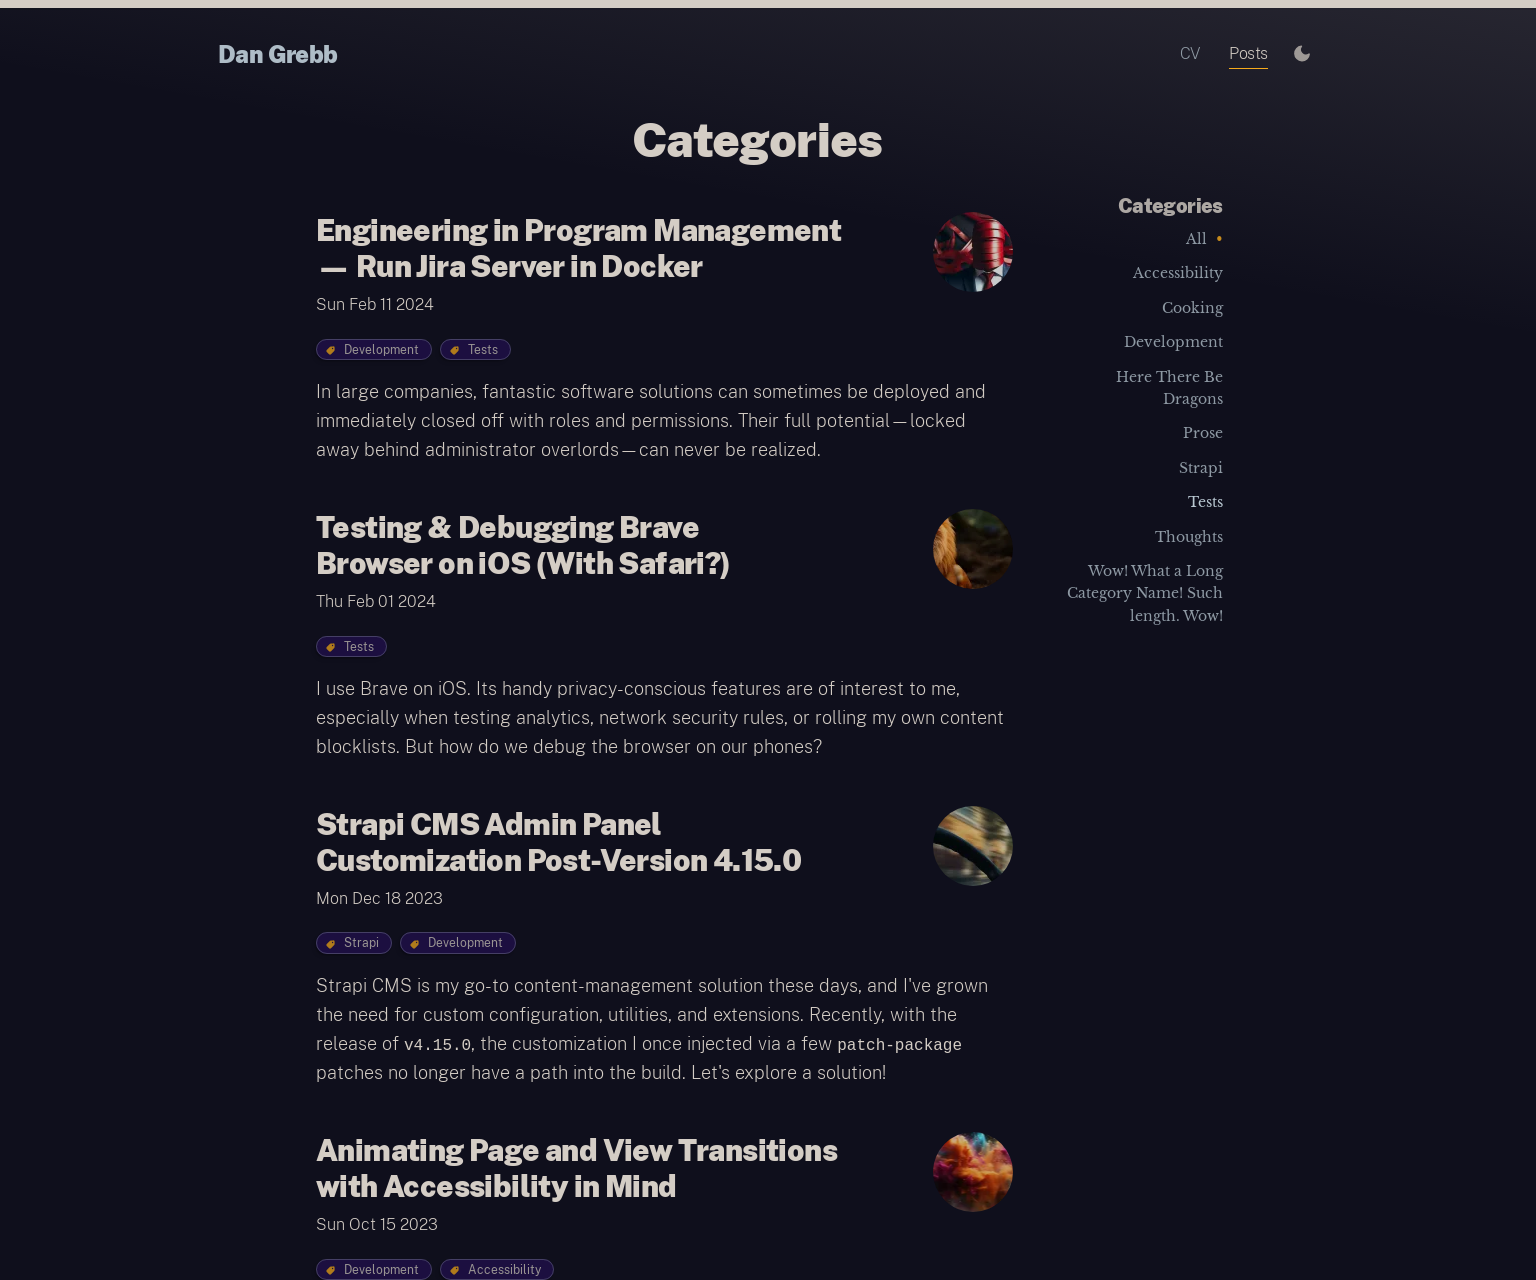 Dan Grebb
CV
Posts
Categories
Engineering in Program Management
— Run Jira Server in Docker
Sun Feb 11 2024
Development
Tests
In large companies, fantastic software solutions can sometimes be deployed and
immediately closed off with roles and permissions. Their full potential—locked
away behind administrator overlords—can never be realized.
Testing & Debugging Brave
Browser on iOS (With Safari?)
Thu Feb 01 2024
Tests
I use Brave on iOS. Its handy privacy-conscious features are of interest to me,
especially when testing analytics, network security rules, or rolling my own content
blocklists. But how do we debug the browser on our phones?
Strapi CMS Admin Panel
Customization Post-Version 4.15.0
Mon Dec 18 2023
Strapi
Development
Strapi CMS is my go-to content-management solution these days, and I've grown
the need for custom configuration, utilities, and extensions. Recently, with the
release of v4.15.0, the customization I once injected via a few patch-package
patches no longer have a path into the build. Let's explore a solution!
Animating Page and View Transitions
with Accessibility in Mind
Sun Oct 15 2023
Development
Accessibility
Categories
All •
Accessibility
Cooking
Development
Here There Be
Dragons
Prose
Strapi
Tests
Thoughts
Wow! What a Long
Category Name! Such
length. Wow!